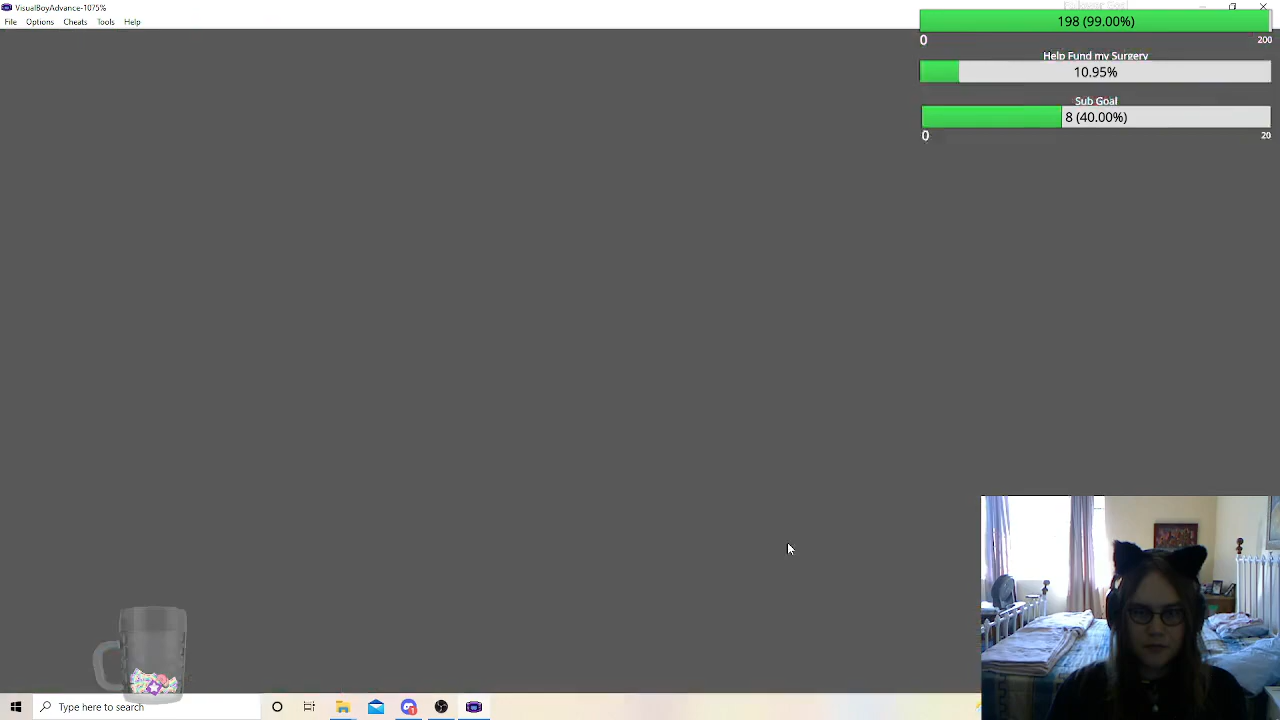 VisualBoyAdvance-1075%
File Options Cheats Tools Help
198 (99.00%)
0 200
Help Fund my Surgery
10.95%
Sub Goal
8 (40.00%)
0 20
Type here to search